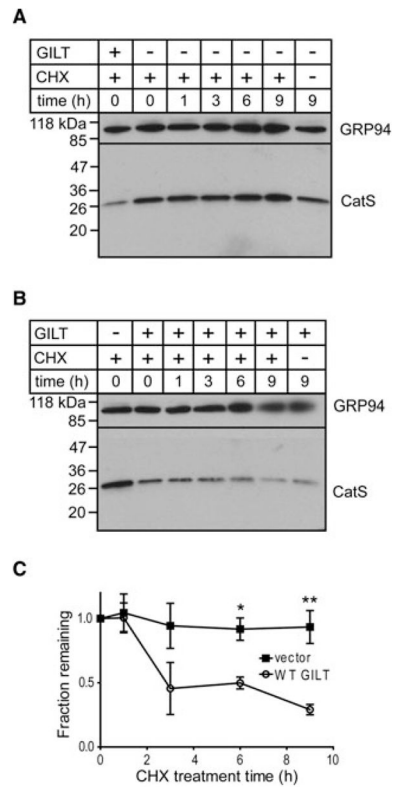 A
GILT + - - - - - -
CHX + + + + + + -
time (h) 0 0 1 3 6 9 9
118 kDa
85
GRP94
47
36
26
20
CatS
B
GILT - + + + + + +
CHX + + + + + + -
time (h) 0 0 1 3 6 9 9
118 kDa
85
GRP94
47
36
26
20
CatS
C
Fraction remaining
1.0
0.5
0.0
* **
vector
WT GILT
0 2 4 6 8 10
CHX treatment time (h)